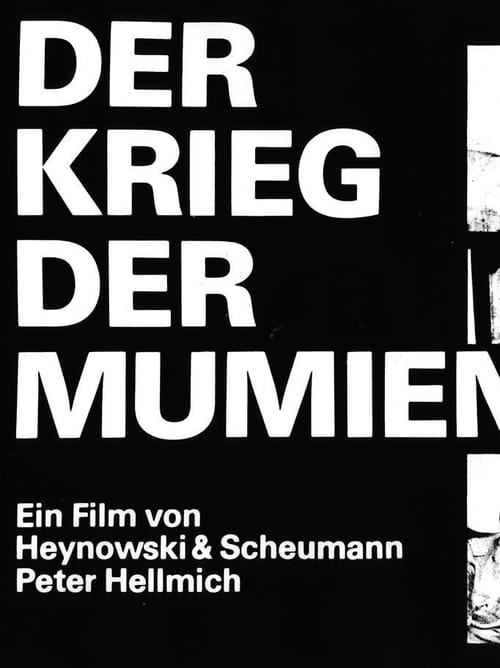 DER
KRIEG
DER
MUMIEN
Ein Film von
Heynowski & Scheumann
Peter Hellmich